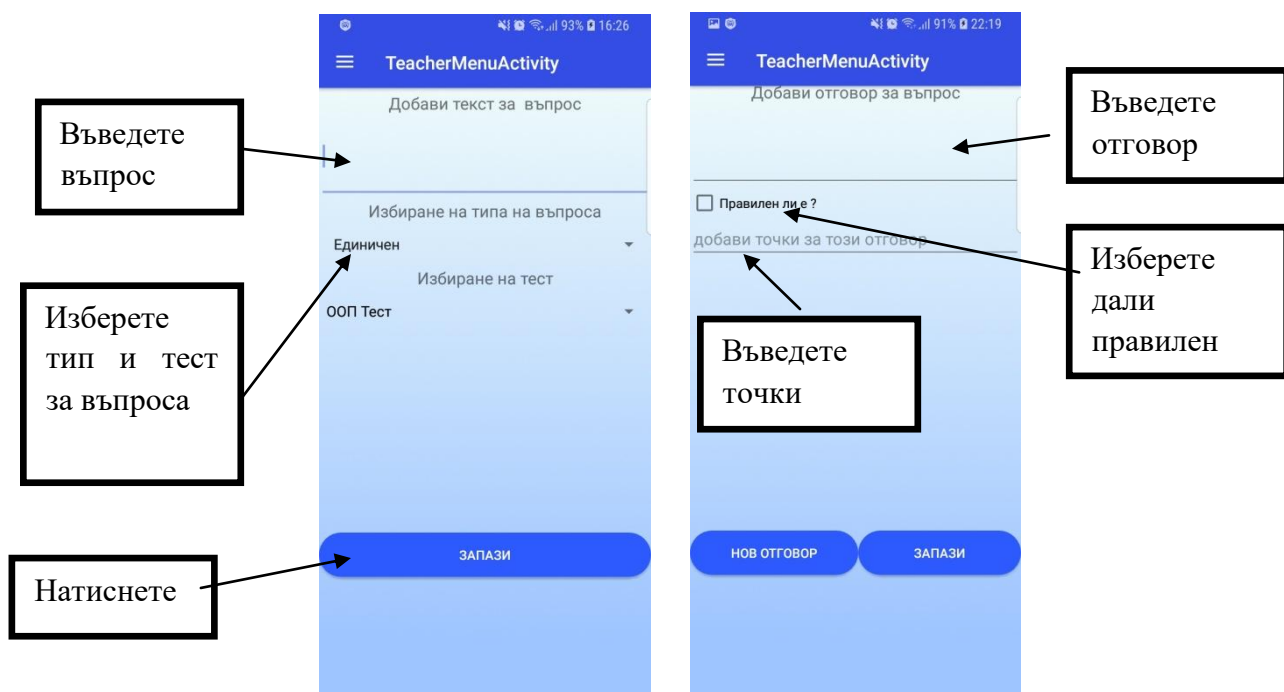 93% 16:26
TeacherMenuActivity
Добави текст за въпрос
Избиране на типа на въпроса
Единичен
Избиране на тест
ООП Тест
ЗАПАЗИ
Въведете
въпрос
Изберете
тип и тест
за въпроса
Натиснете
91% 22:19
TeacherMenuActivity
Добави отговор за въпрос
Правилен ли е ?
добави точки за този отговор
НОВ ОТГОВОР
ЗАПАЗИ
Въведете
отговор
Изберете
дали
правилен
Въведете
точки